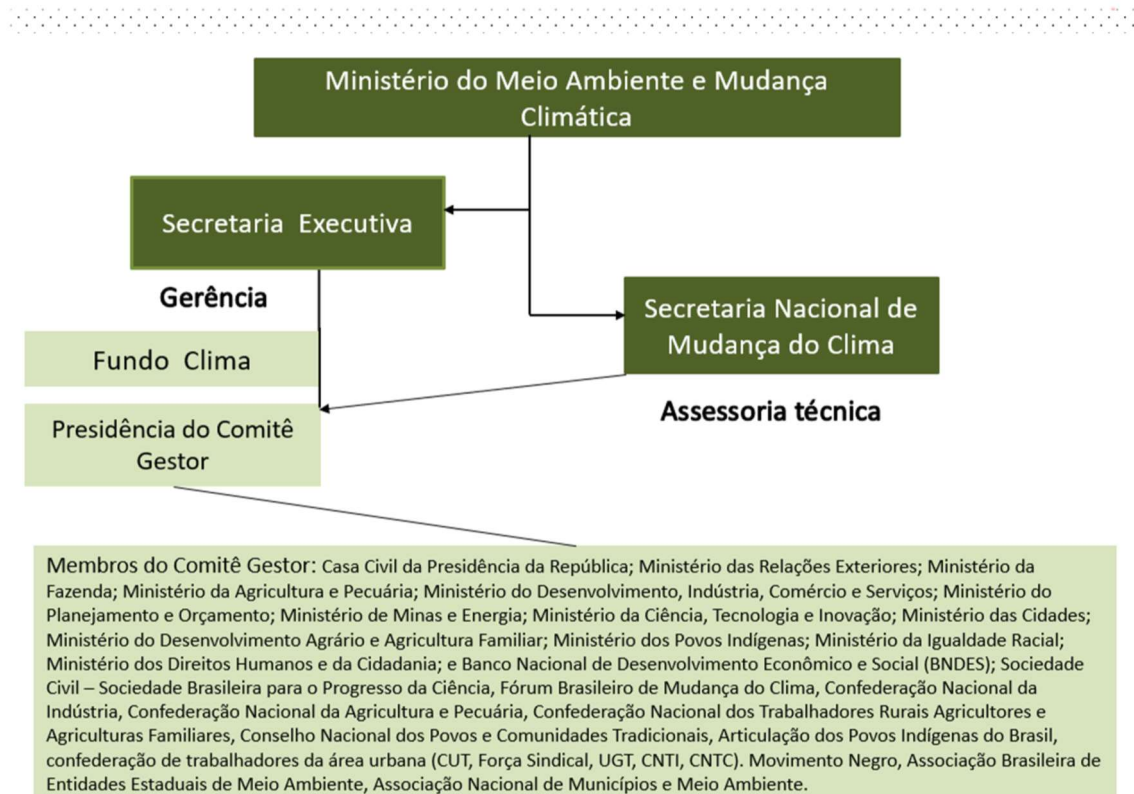 Ministério do Meio Ambiente e Mudança
Climática
Secretaria Executiva
Gerência
Secretaria Nacional de
Mudança do Clima
Fundo Clima
Assessoria técnica
Presidência do Comitê
Gestor
Membros do Comitê Gestor: Casa Civil da Presidência da República; Ministério das Relações Exteriores; Ministério da
Fazenda; Ministério da Agricultura e Pecuária; Ministério do Desenvolvimento, Indústria, Comércio e Serviços; Ministério do
Planejamento e Orçamento; Ministério de Minas e Energia; Ministério da Ciência, Tecnologia e Inovação; Ministério das Cidades;
Ministério do Desenvolvimento Agrário e Agricultura Familiar; Ministério dos Povos Indígenas; Ministério da Igualdade Racial;
Ministério dos Direitos Humanos e da Cidadania; e Banco Nacional de Desenvolvimento Econômico e Social (BNDES); Sociedade
Civil – Sociedade Brasileira para o Progresso da Ciência, Fórum Brasileiro de Mudança do Clima, Confederação Nacional da
Indústria, Confederação Nacional da Agricultura e Pecuária, Confederação Nacional dos Trabalhadores Rurais Agricultores e
Agriculturas Familiares, Conselho Nacional dos Povos e Comunidades Tradicionais, Articulação dos Povos Indígenas do Brasil,
confederação de trabalhadores da área urbana (CUT, Força Sindical, UGT, CNTI, CNTC). Movimento Negro, Associação Brasileira de
Entidades Estaduais de Meio Ambiente, Associação Nacional de Municípios e Meio Ambiente.